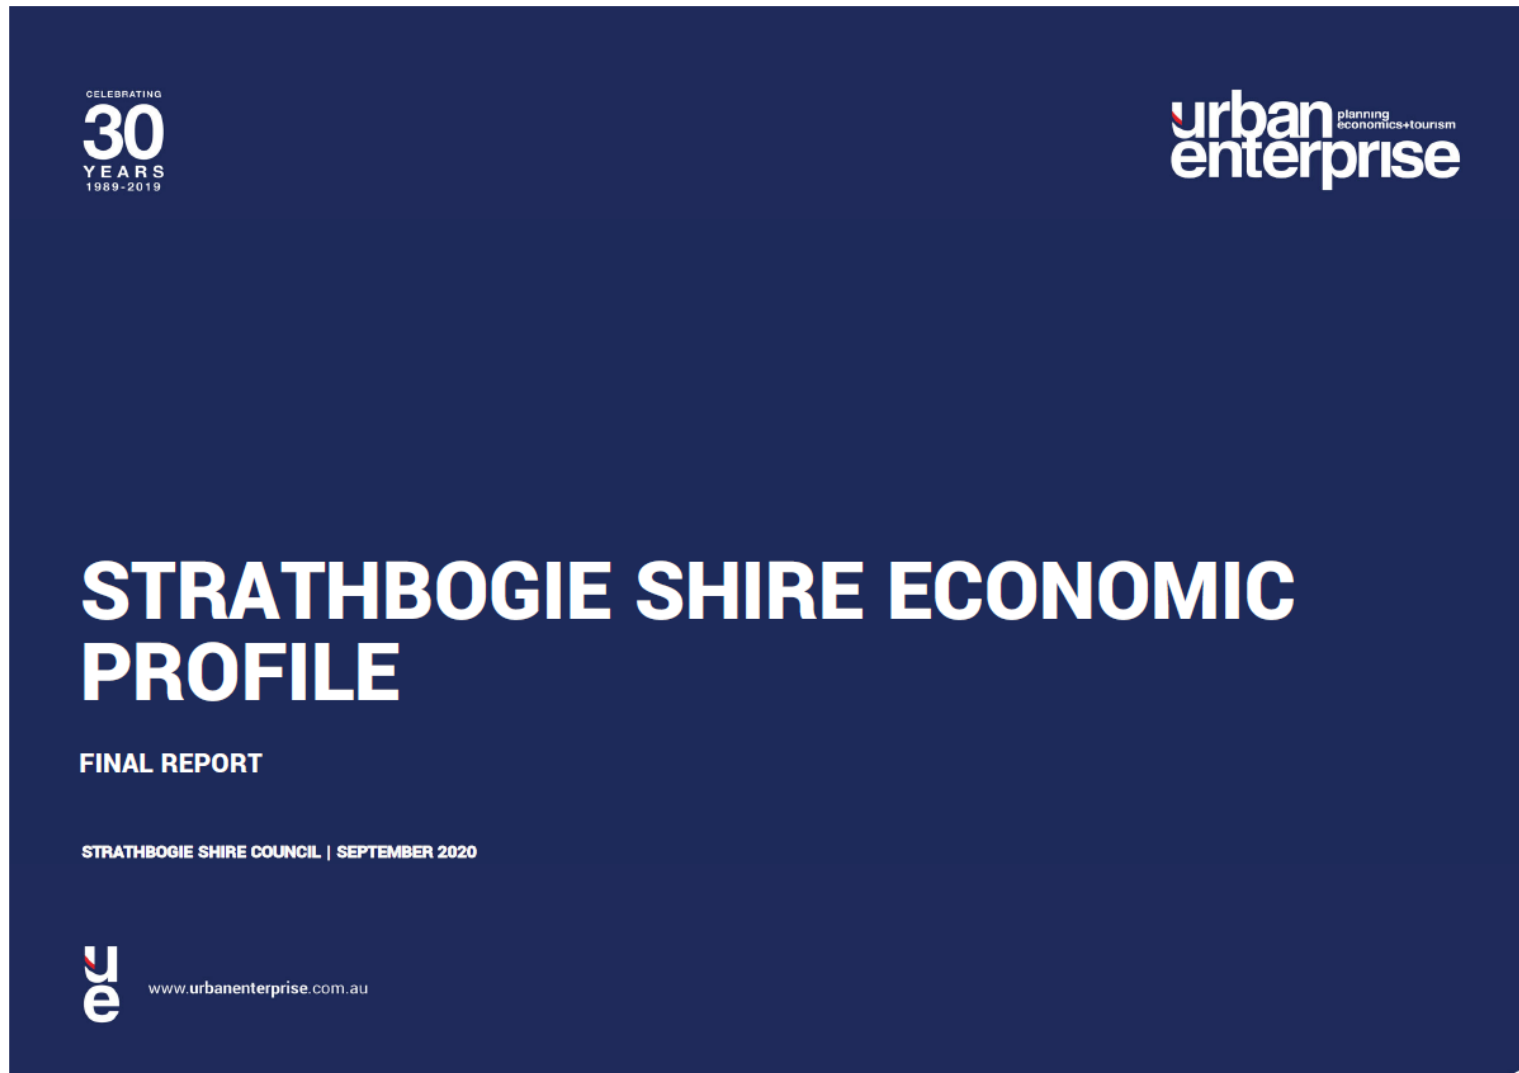 CELEBRATING
30
YEARS
1989-2019
urban
enterprise
planning
economics+tourism
STRATHBOGIE SHIRE ECONOMIC
PROFILE
FINAL REPORT
STRATHBOGIE SHIRE COUNCIL | SEPTEMBER 2020
ue
www.urbanenterprise.com.au